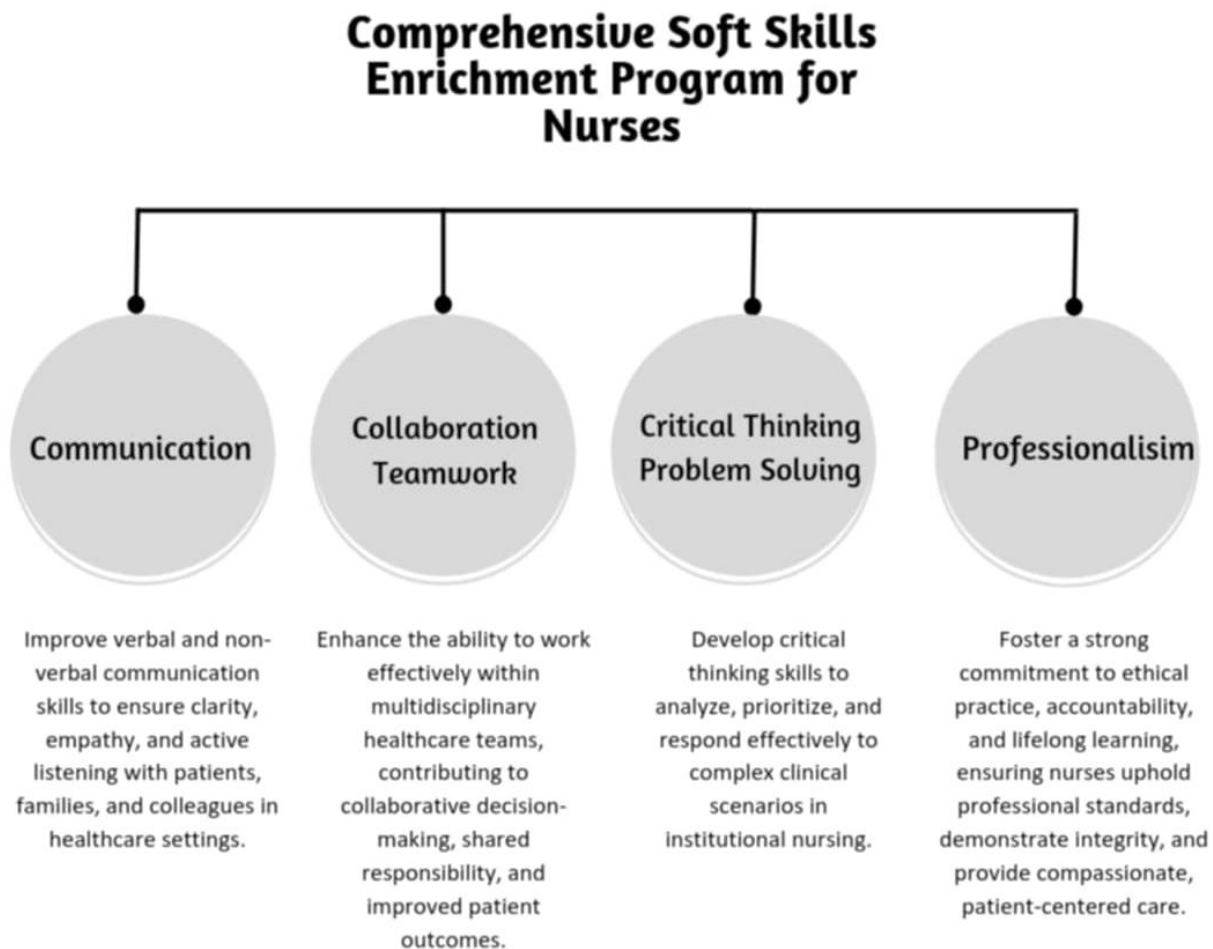 Comprehensive Soft Skills
Enrichment Program for
Nurses
Communication
Collaboration
Teamwork
Critical Thinking
Problem Solving
Professionalisim
Improve verbal and non-
verbal communication
skills to ensure clarity,
empathy, and active
listening with patients,
families, and colleagues in
healthcare settings.
Enhance the ability to work
effectively within
multidisciplinary
healthcare teams,
contributing to
collaborative decision-
making, shared
responsibility, and
improved patient
outcomes.
Develop critical
thinking skills to
analyze, prioritize, and
respond effectively to
complex clinical
scenarios in
institutional nursing.
Foster a strong
commitment to ethical
practice, accountability,
and lifelong learning,
ensuring nurses uphold
professional standards,
demonstrate integrity, and
provide compassionate,
patient-centered care.